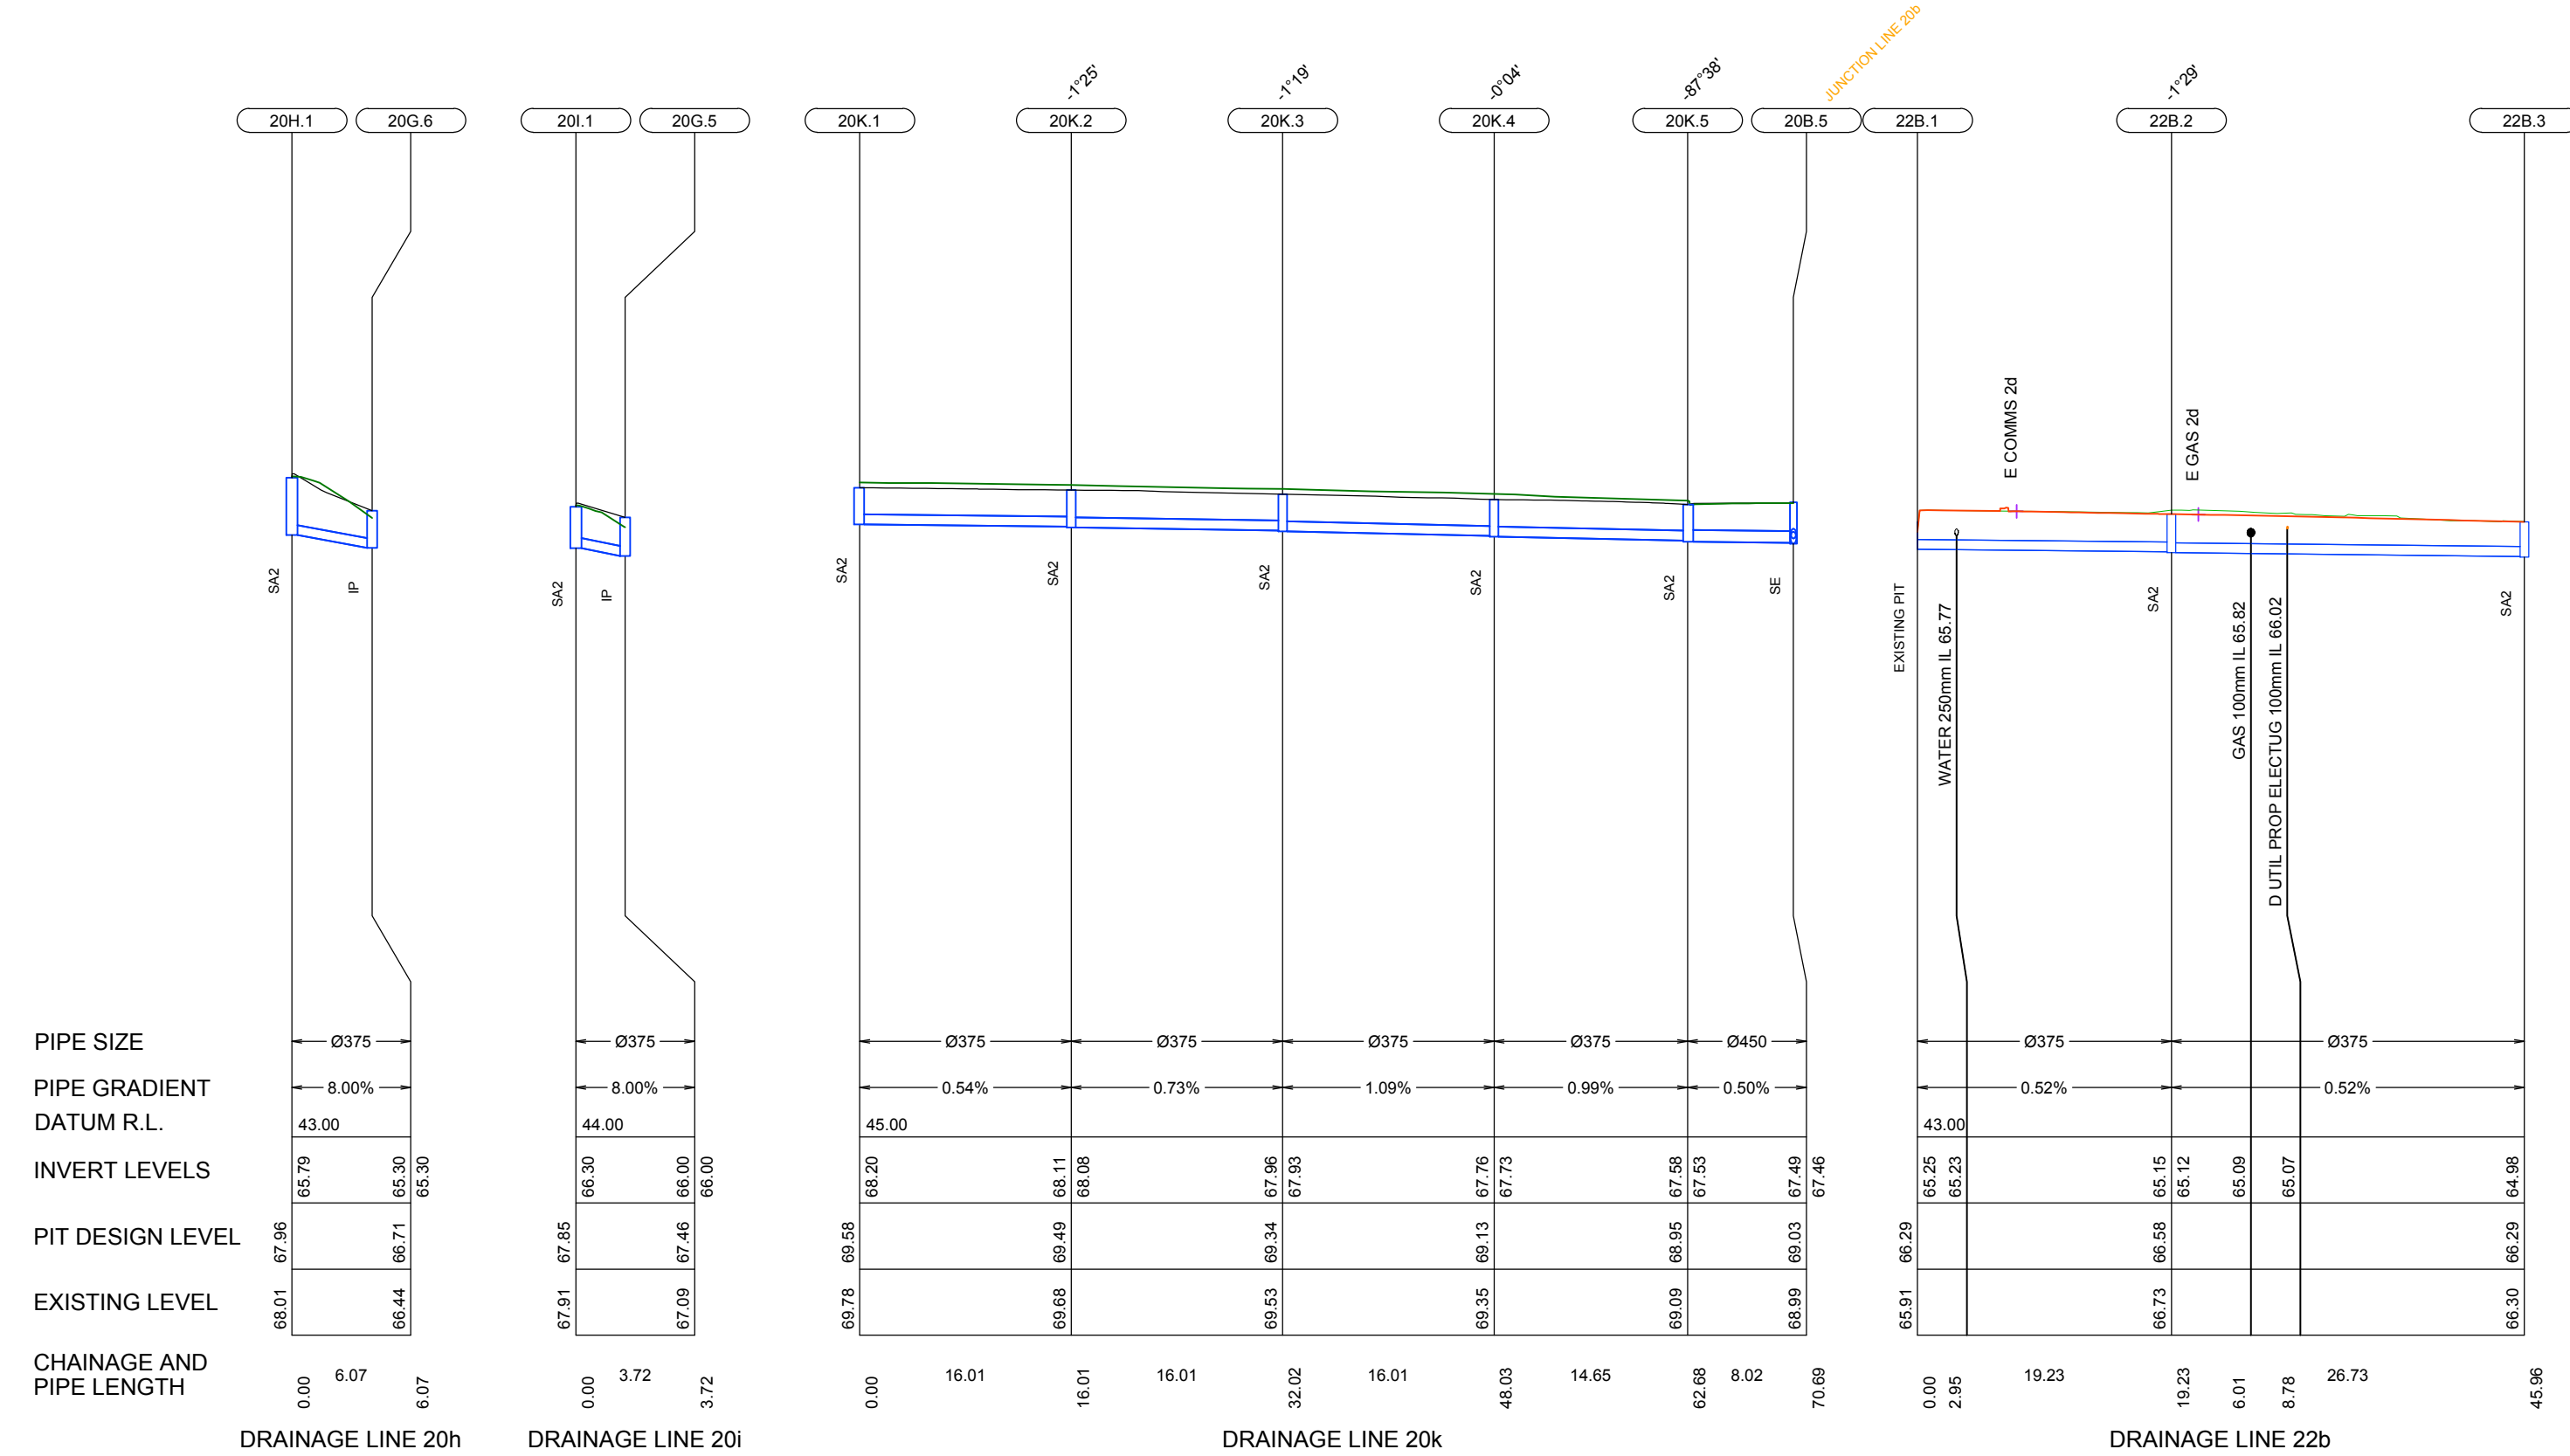 JUNCTION LINE 20b
-1°25' -1°19' -0°04' -87°38' -1°29'
20H.1 20G.6 20I.1 20G.5 20K.1 20K.2 20K.3 20K.4 20K.5 20B.5 22B.1 22B.2 22B.3
E COMMS 2d
E GAS 2d
SA2 IP SA2 IP SA2 SA2 SA2 SA2 SA2 SE EXISTING PIT SA2 SA2
WATER 250mm IL 65.77
GAS 100mm IL 65.82
D UTIL PROP ELECTUG 100mm IL 66.02
PIPE SIZE Ø375 Ø375 Ø375 Ø375 Ø375 Ø375 Ø450 Ø375 Ø375
PIPE GRADIENT 8.00% 8.00% 0.54% 0.73% 1.09% 0.99% 0.50% 0.52% 0.52%
DATUM R.L. 43.00 44.00 45.00 43.00
INVERT LEVELS 65.79 65.30 65.30 66.30 66.00 66.00 68.20 68.11 68.08 67.96 67.93 67.76 67.73 67.58 67.53 67.49 67.46 65.25 65.23 65.15 65.12 65.09 65.07 64.98
PIT DESIGN LEVEL 67.96 66.71 67.85 67.46 69.58 69.49 69.34 69.13 68.95 69.03 66.29 66.58 66.29
EXISTING LEVEL 68.01 66.44 67.91 67.09 69.78 69.68 69.53 69.35 69.09 68.99 65.91 66.73 66.30
CHAINAGE AND
PIPE LENGTH
6.07 3.72 16.01 16.01 16.01 14.65 8.02 19.23 26.73
0.00 6.07 0.00 3.72 0.00 16.01 32.02 48.03 62.68 70.69 0.00 2.95 19.23 6.01 8.78 45.96
DRAINAGE LINE 20h DRAINAGE LINE 20i DRAINAGE LINE 20k DRAINAGE LINE 22b